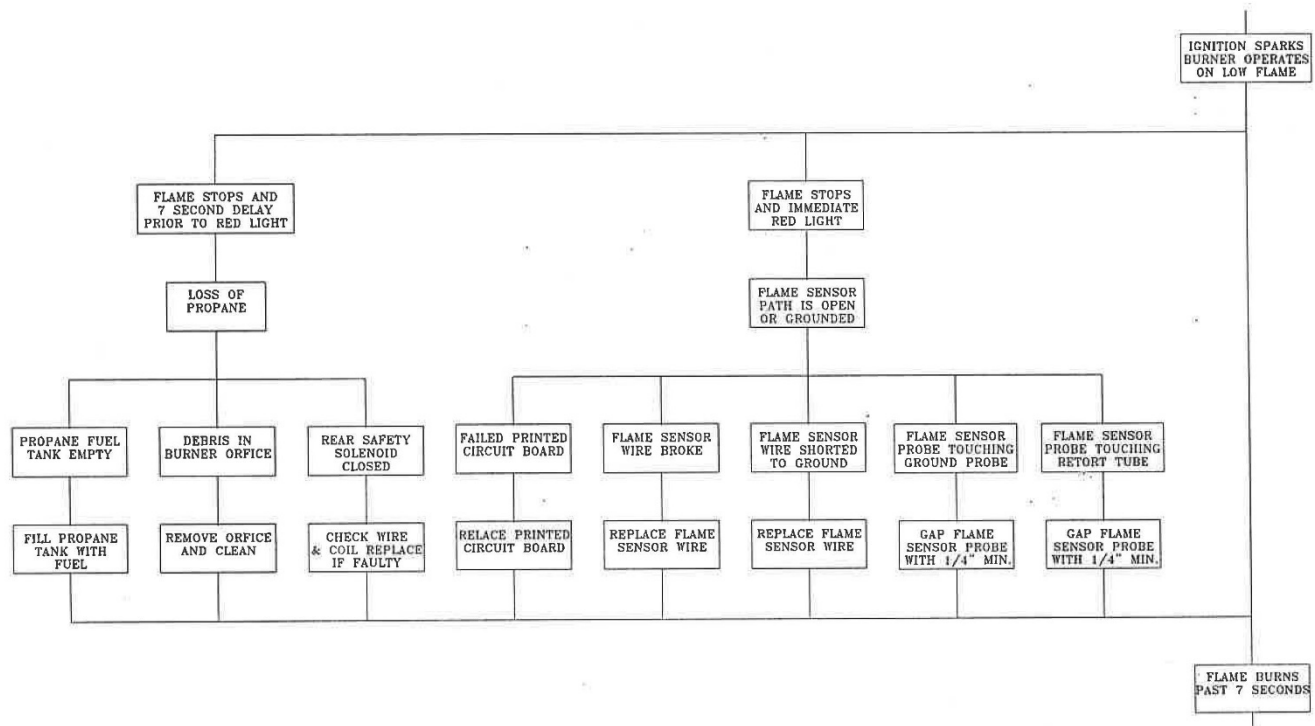 IGNITION SPARKS
BURNER OPERATES
ON LOW FLAME
FLAME STOPS AND
7 SECOND DELAY
PRIOR TO RED LIGHT
FLAME STOPS
AND IMMEDIATE
RED LIGHT
LOSS OF
PROPANE
FLAME SENSOR
PATH IS OPEN
OR GROUNDED
PROPANE FUEL
TANK EMPTY
DEBRIS IN
BURNER ORFICE
REAR SAFETY
SOLENOID
CLOSED
FAILED PRINTED
CIRCUIT BOARD
FLAME SENSOR
WIRE BROKE
FLAME SENSOR
WIRE SHORTED
TO GROUND
FLAME SENSOR
PROBE TOUCHING
GROUND PROBE
FLAME SENSOR
PROBE TOUCHING
RETORT TUBE
FILL PROPANE
TANK WITH
FUEL
REMOVE ORFICE
AND CLEAN
CHECK WIRE
& COIL REPLACE
IF FAULTY
RELACE PRINTED
CIRCUIT BOARD
REPLACE FLAME
SENSOR WIRE
REPLACE FLAME
SENSOR WIRE
GAP FLAME
SENSOR PROBE
WITH 1/4" MIN.
GAP FLAME
SENSOR PROBE
WITH 1/4" MIN.
FLAME BURNS
PAST 7 SECONDS